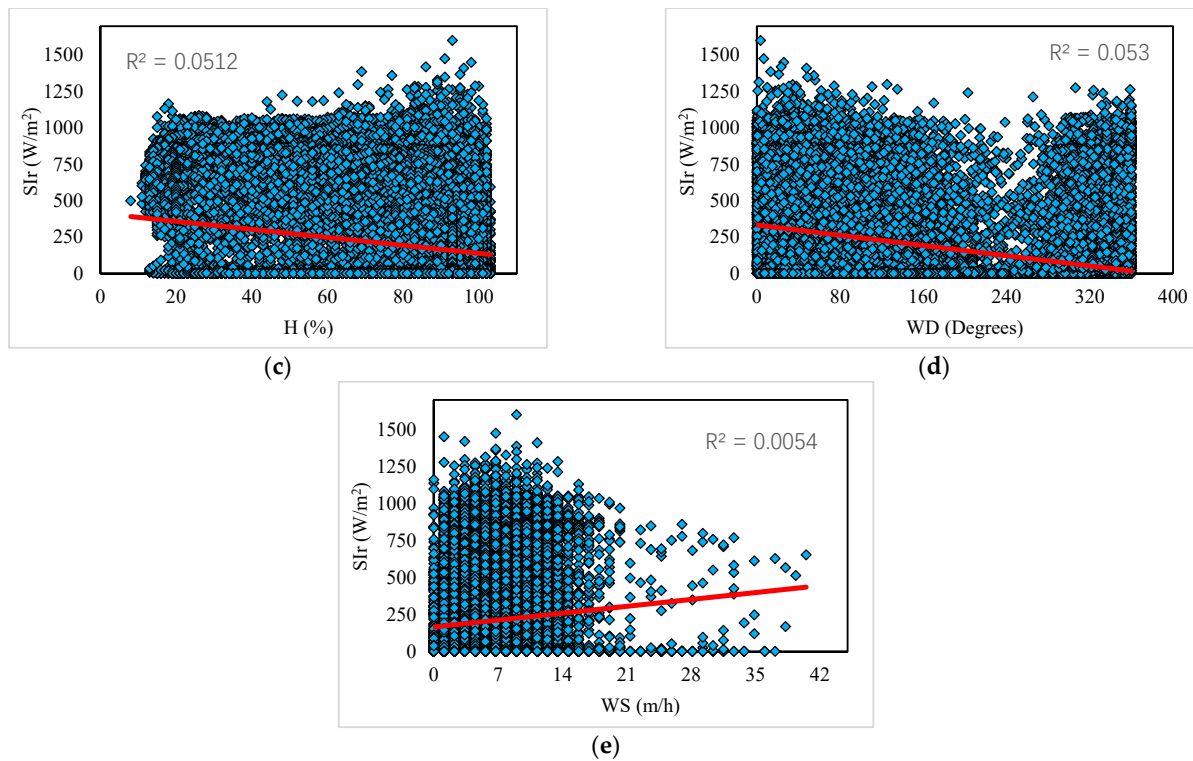 SIr (W/m²)
1500
1250
1000
750
500
250
0
R² = 0.0512
0 20 40 60 80 100
H (%)
(c)
SIr (W/m²)
1500
1250
1000
750
500
250
0
R² = 0.053
0 80 160 240 320 400
WD (Degrees)
(d)
SIr (W/m²)
1500
1250
1000
750
500
250
0
R² = 0.0054
0 7 14 21 28 35 42
WS (m/h)
(e)